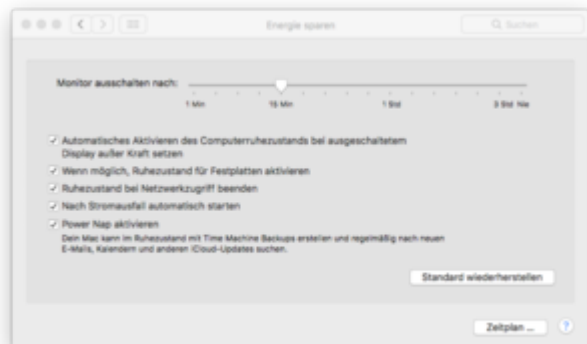 Energie sparen
Suchen
Monitor ausschalten nach:
1 Min 15 Min 1 Std 3 Std Nie
Automatisches Aktivieren des Computerruhezustands bei ausgeschaltetem
Display außer Kraft setzen
Wenn möglich, Ruhezustand für Festplatten aktivieren
Ruhezustand bei Netzwerkzugriff beenden
Nach Stromausfall automatisch starten
Power Nap aktivieren
Dein Mac kann im Ruhezustand mit Time Machine Backups erstellen und regelmäßig nach neuen
E-Mails, Kalendern und anderen iCloud-Updates suchen.
Standard wiederherstellen
Zeitplan ... ?